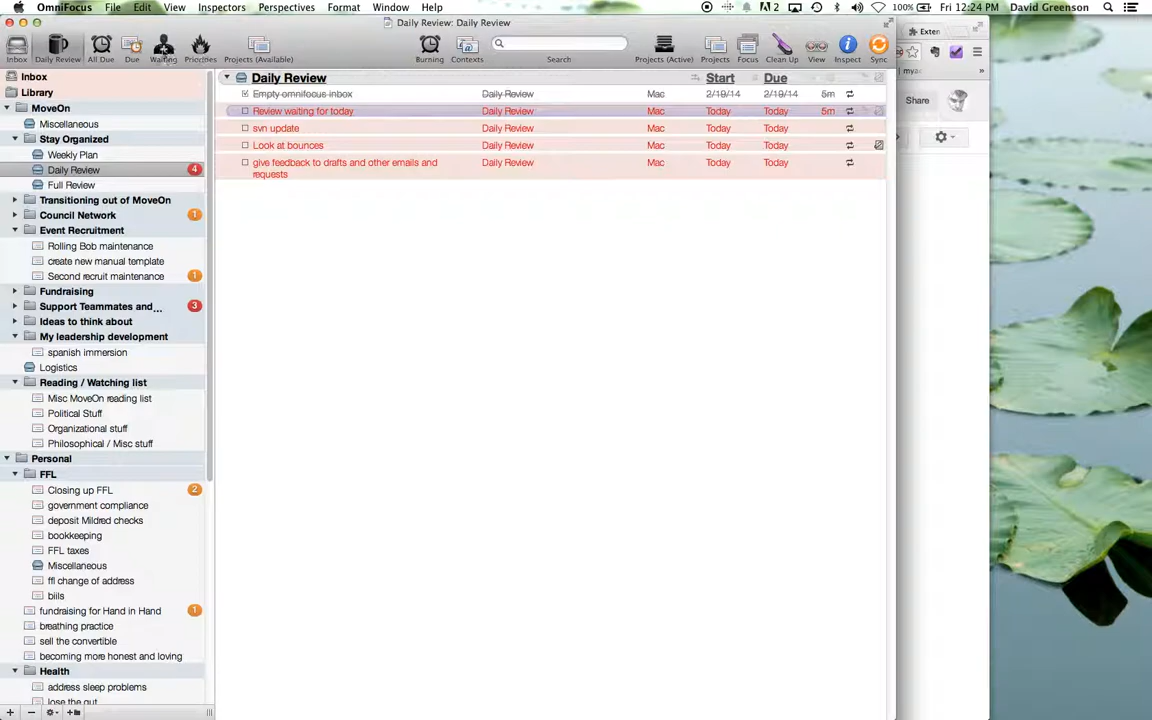 OmniFocus File Edit View Inspectors Perspectives Format Window Help
2 100% Fri 12:24 PM David Greenson
Daily Review: Daily Review
Inbox Daily Review All Due Due Waiting Priorities Projects (Available) Burning Contexts Search Projects (Active) Projects Focus Clean Up View Inspect Sync
Exten
myac
»
Share
Inbox
Library
MoveOn
Miscellaneous
Stay Organized
Weekly Plan
Daily Review 4
Full Review
Transitioning out of MoveOn
Council Network 1
Event Recruitment
Rolling Bob maintenance
create new manual template
Second recruit maintenance 1
Fundraising
Support Teammates and... 3
Ideas to think about
My leadership development
spanish immersion
Logistics
Reading / Watching list
Misc MoveOn reading list
Political Stuff
Organizational stuff
Philosophical / Misc stuff
Personal
FFL
Closing up FFL 2
government compliance
deposit Mildred checks
bookkeeping
FFL taxes
Miscellaneous
ffl change of address
biils
fundraising for Hand in Hand 1
breathing practice
sell the convertible
becoming more honest and loving
Health
address sleep problems
lose the gut
Daily Review Start Due
Empty omnifocus inbox Daily Review Mac 2/19/14 2/19/14 5m
Review waiting for today Daily Review Mac Today Today 5m
svn update Daily Review Mac Today Today
Look at bounces Daily Review Mac Today Today
give feedback to drafts and other emails and Daily Review Mac Today Today
requests